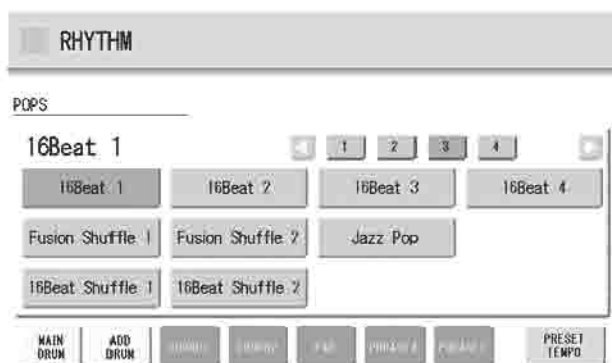 RHYTHM
POPS
16Beat 1 1 2 3 4
16Beat 1 16Beat 2 16Beat 3 16Beat 4
Fusion Shuffle 1 Fusion Shuffle 2 Jazz Pop
16Beat Shuffle 1 16Beat Shuffle 2
MAIN ADD PRESET
DRUM DRUM TEMPO